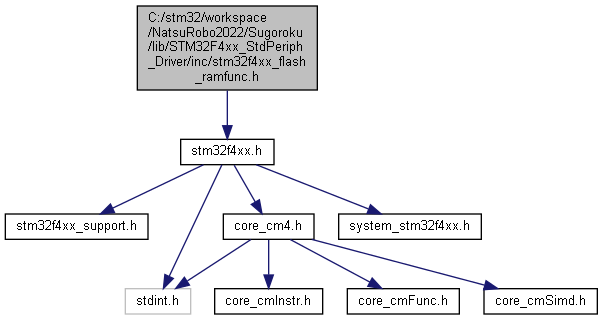 C:/stm32/workspace
/NatsuRobo2022/Sugoroku
/lib/STM32F4xx_StdPeriph
_Driver/inc/stm32f4xx_flash
_ramfunc.h
stm32f4xx.h
stm32f4xx_support.h
core_cm4.h
system_stm32f4xx.h
stdint.h
core_cmInstr.h
core_cmFunc.h
core_cmSimd.h